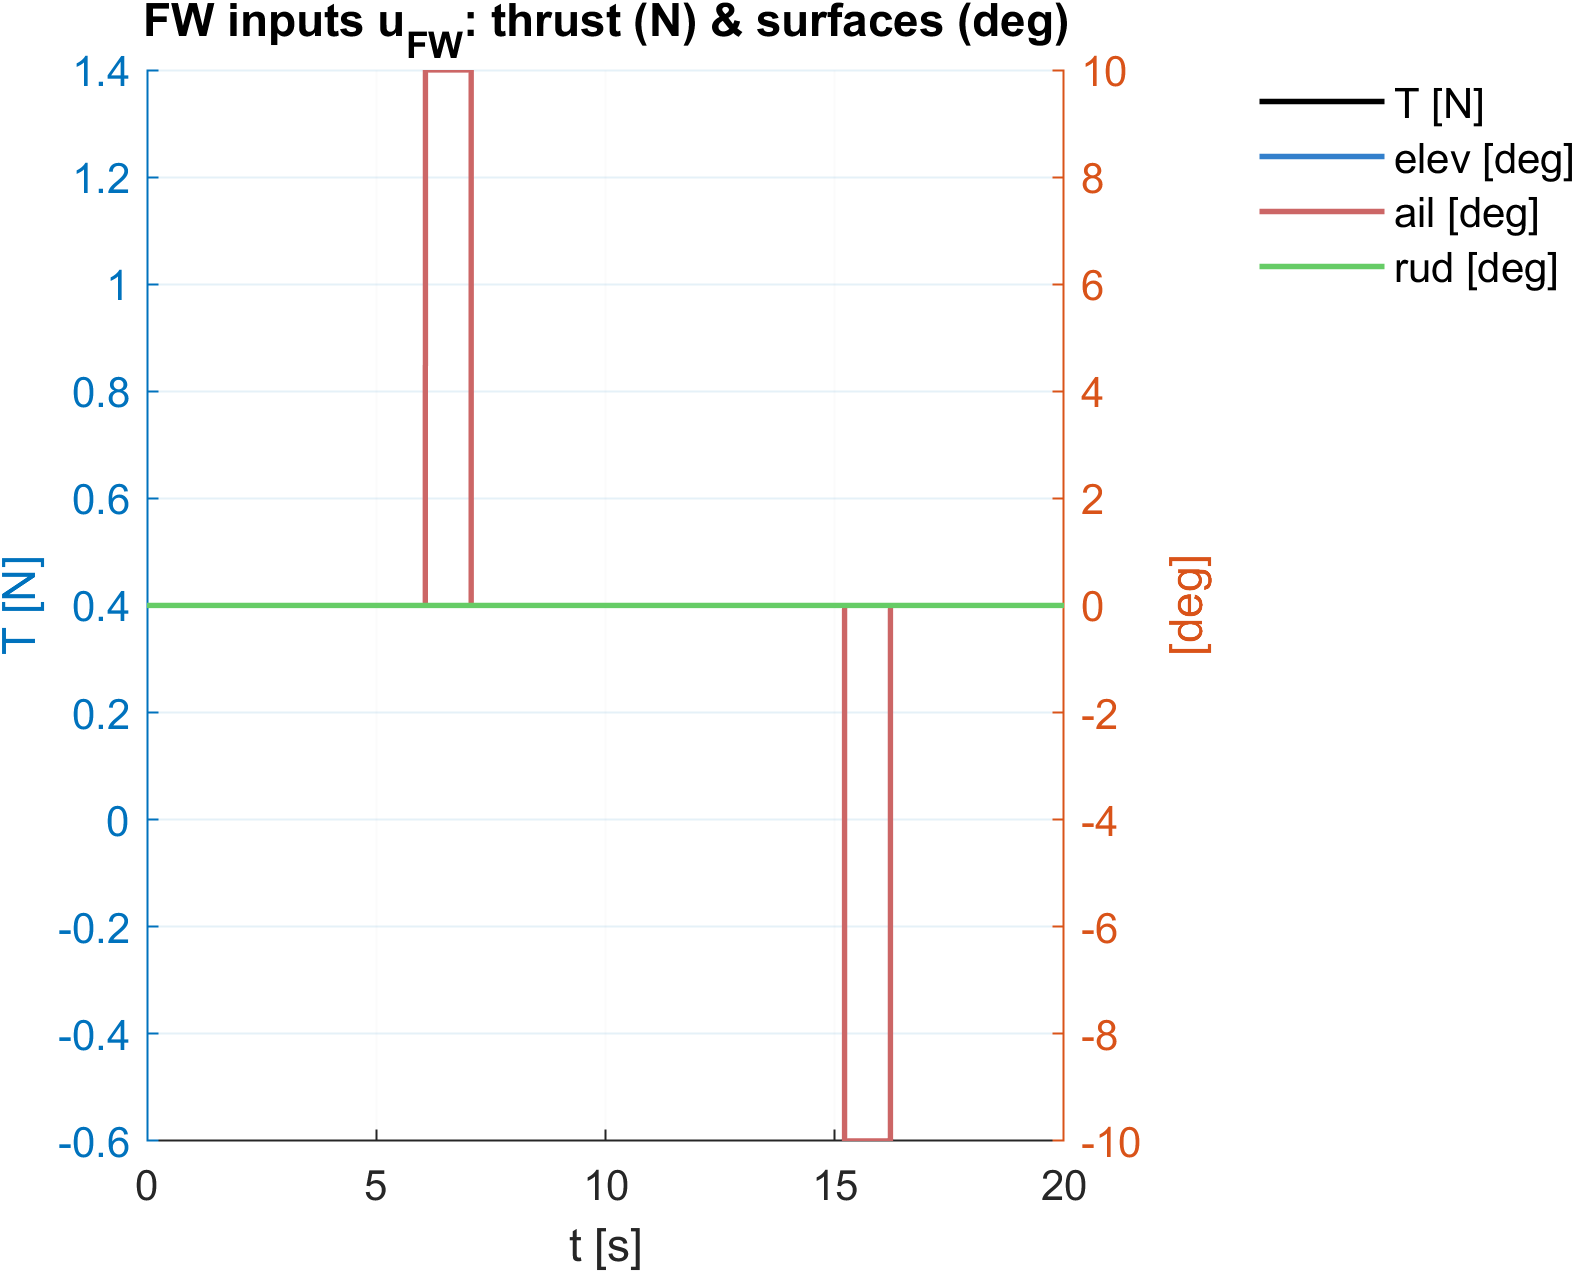 FW inputs u_FW: thrust (N) & surfaces (deg)
1.4
1.2
1
0.8
0.6
0.4
0.2
0
-0.2
-0.4
-0.6
T [N]
10
8
6
4
2
0
-2
-4
-6
-8
-10
[deg]
0 5 10 15 20
t [s]
T [N]
elev [deg]
ail [deg]
rud [deg]